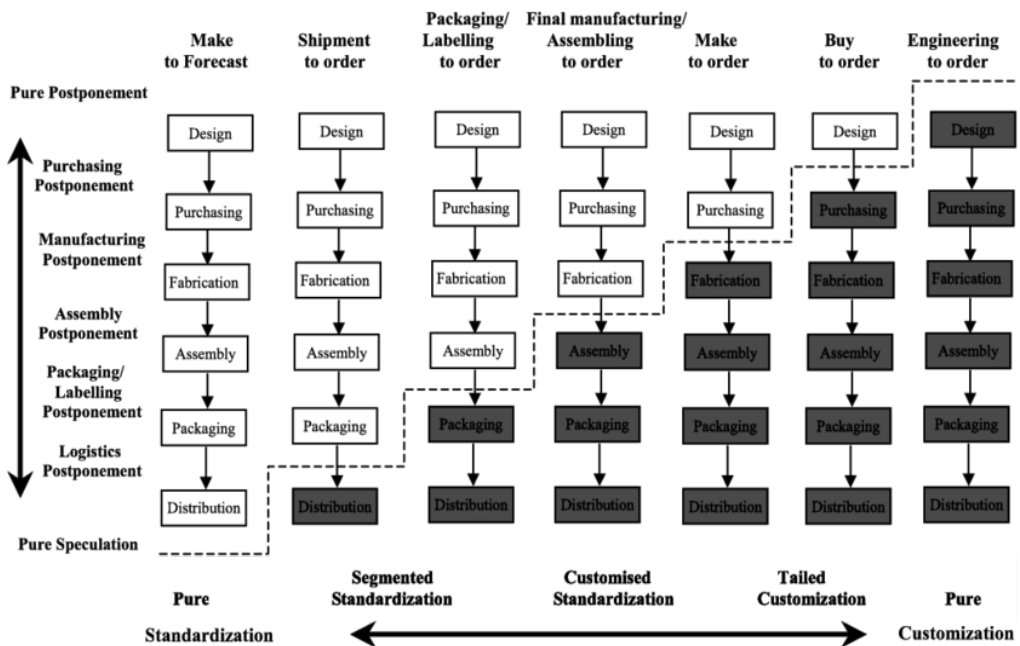 Make to Forecast
Shipment to order
Packaging/ Labelling to order
Final manufacturing/ Assembling to order
Make to order
Buy to order
Engineering to order
Pure Postponement
Design
Design
Design
Design
Design
Design
Design
Purchasing Postponement
Purchasing
Purchasing
Purchasing
Purchasing
Purchasing
Purchasing
Purchasing
Manufacturing Postponement
Fabrication
Fabrication
Fabrication
Fabrication
Fabrication
Fabrication
Fabrication
Assembly Postponement
Assembly
Assembly
Assembly
Assembly
Assembly
Assembly
Assembly
Packaging/ Labelling Postponement
Packaging
Packaging
Packaging
Packaging
Packaging
Packaging
Packaging
Logistics Postponement
Distribution
Distribution
Distribution
Distribution
Distribution
Distribution
Distribution
Pure Speculation
Pure Standardization
Segmented Standardization
Customised Standardization
Tailed Customization
Pure Customization